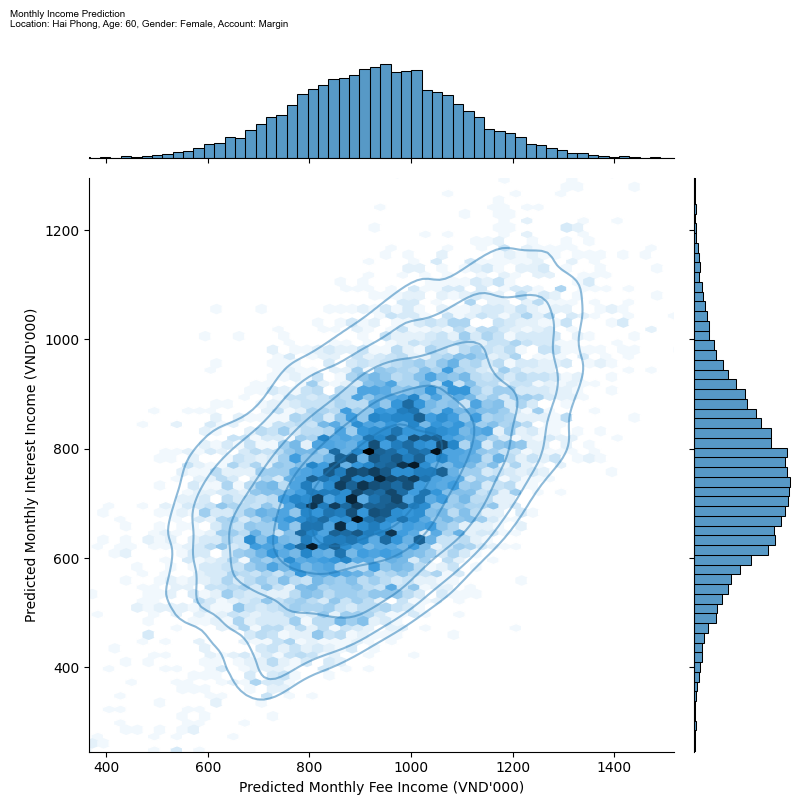 Monthly Income Prediction
Location: Hai Phong, Age: 60, Gender: Female, Account: Margin
1200
1000
800
600
400
Predicted Monthly Interest Income (VND'000)
400 600 800 1000 1200 1400
Predicted Monthly Fee Income (VND'000)